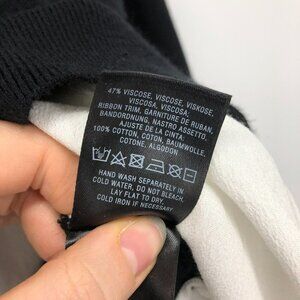 47% VISCOSE, VISCOSE, VISKOSE,
VISCOSA, VISCOSA;
RIBBON TRIM, GARNITURE DE RUBAN,
BANDORDNUNG, NASTRO ASSETTO,
AJUSTE DE LA CINTA:
100% COTTON, COTON, BAUMWOLLE,
COTONE, ALGODON
HAND WASH SEPARATELY IN
COLD WATER, DO NOT BLEACH,
LAY FLAT TO DRY,
COLD IRON IF NECESSARY